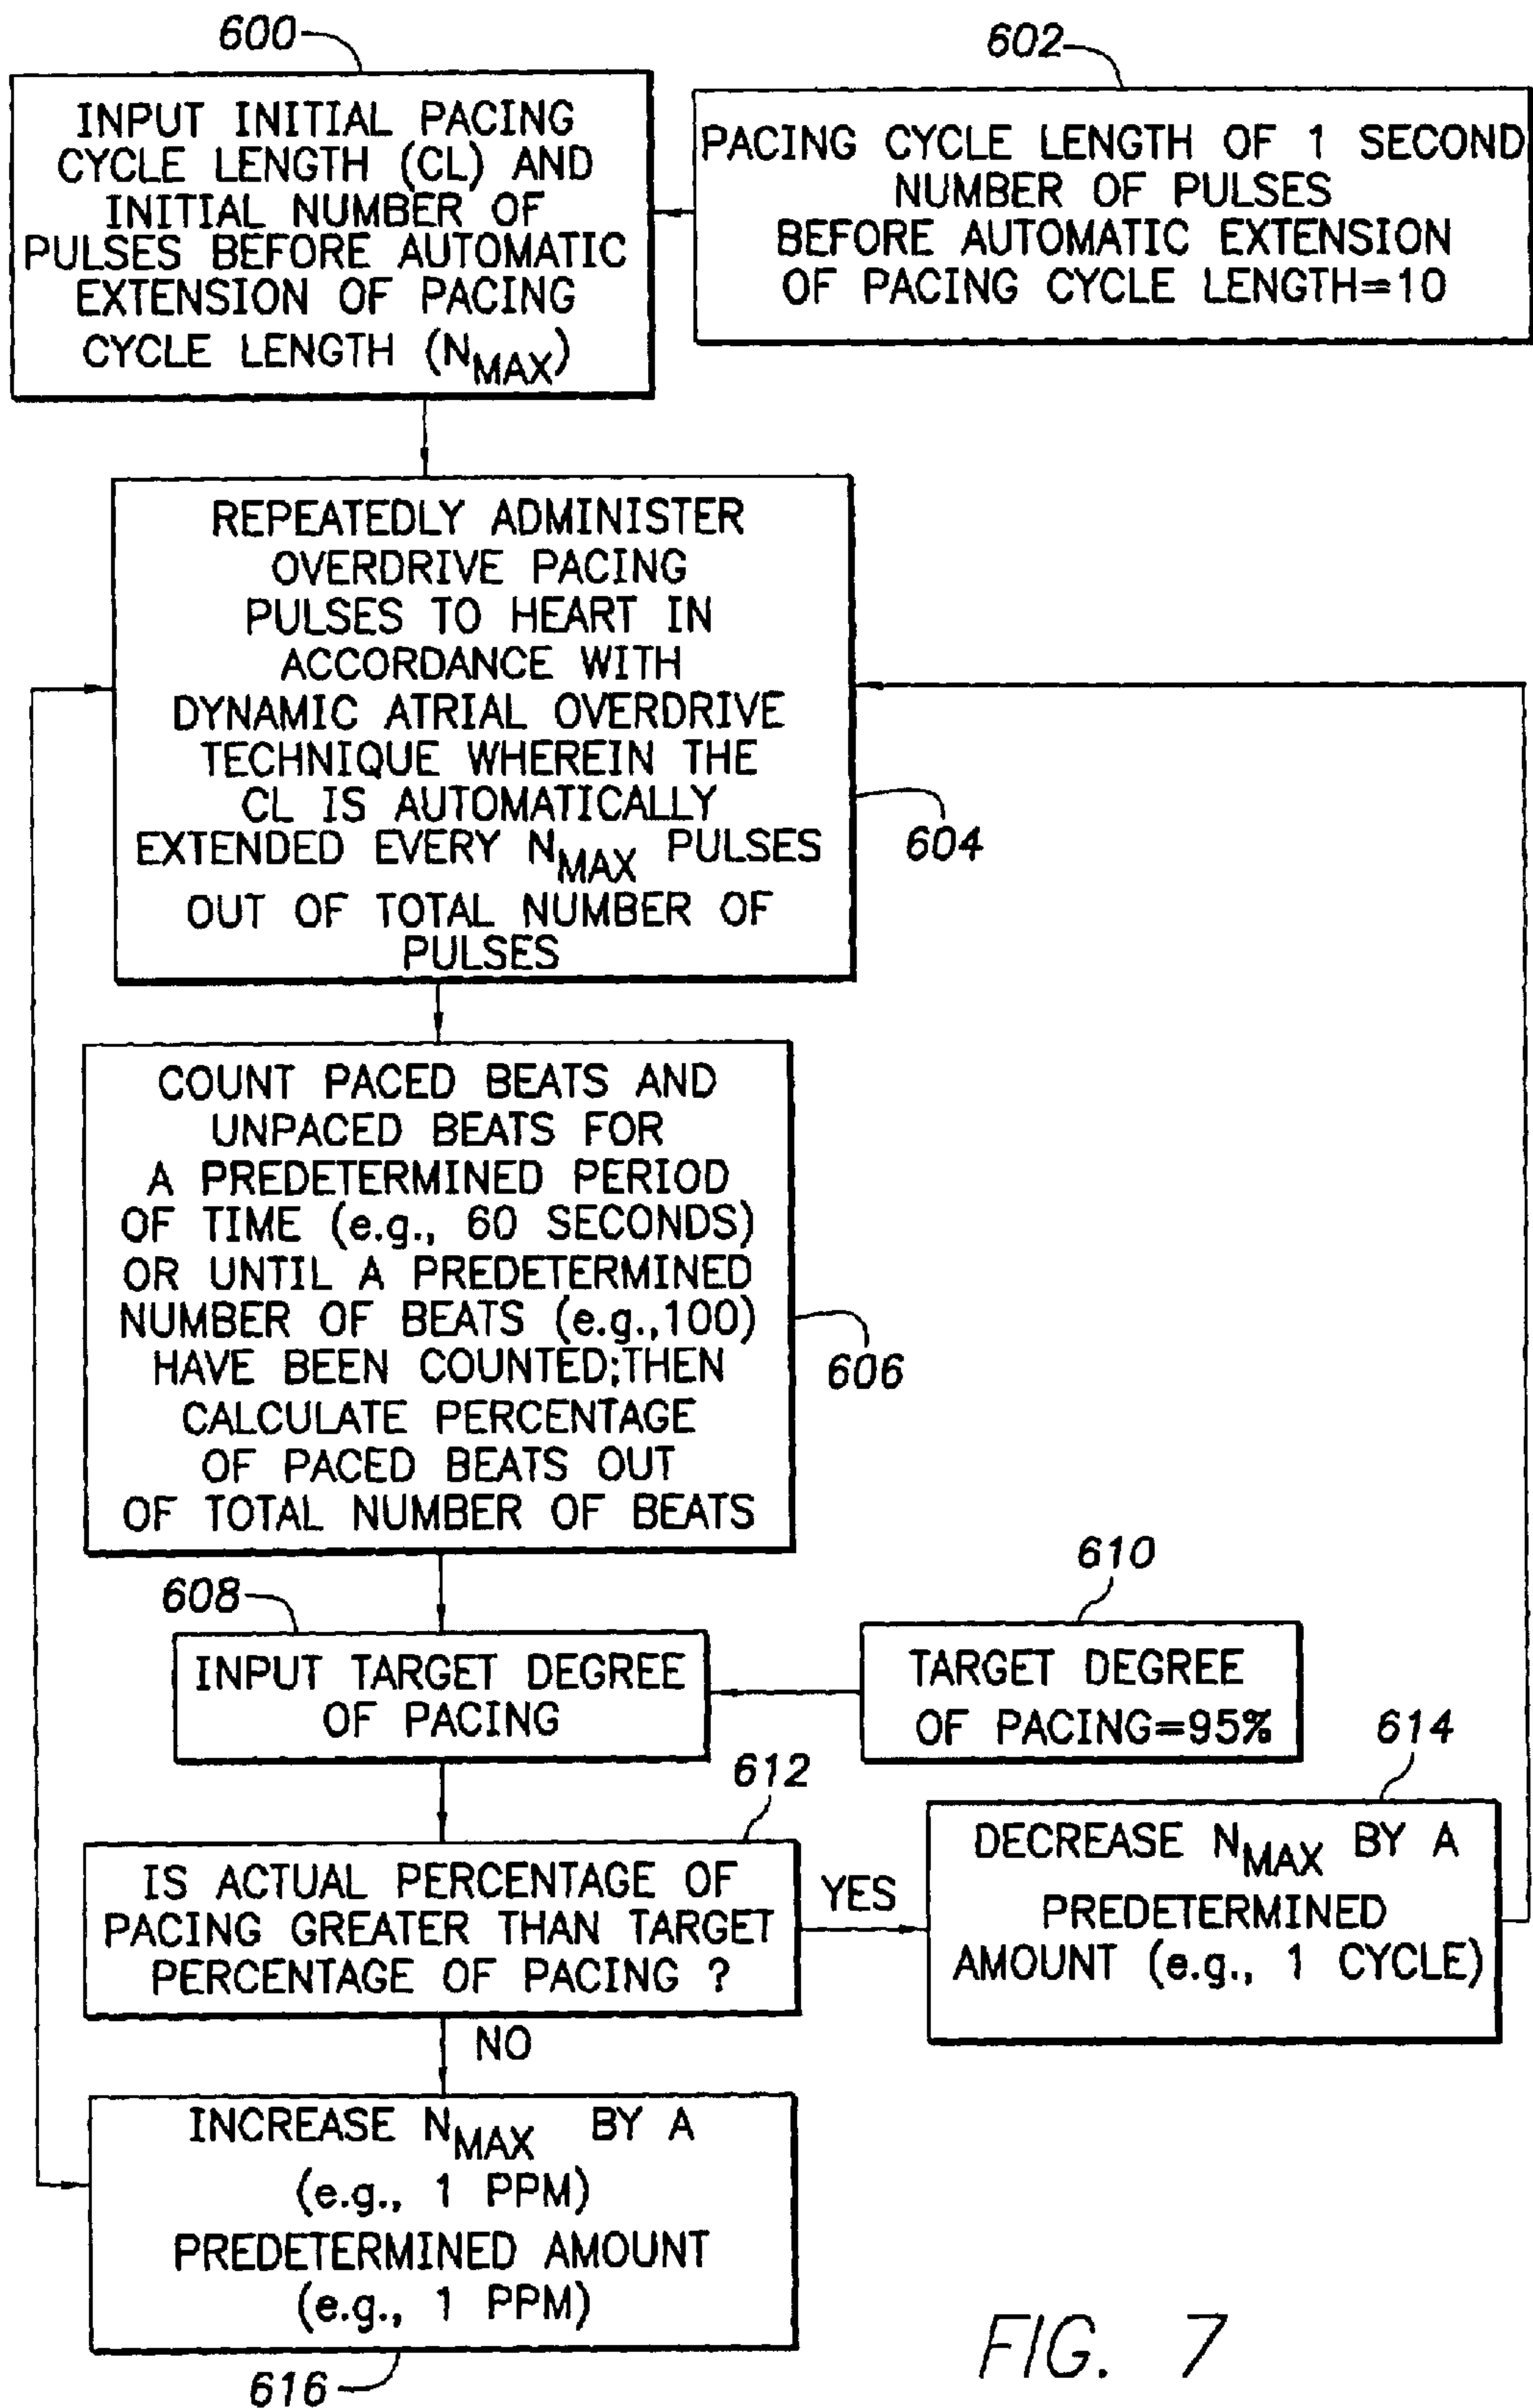 600
INPUT INITIAL PACING
CYCLE LENGTH (CL) AND
INITIAL NUMBER OF
PULSES BEFORE AUTOMATIC
EXTENSION OF PACING
CYCLE LENGTH (NMAX)
602
PACING CYCLE LENGTH OF 1 SECOND
NUMBER OF PULSES
BEFORE AUTOMATIC EXTENSION
OF PACING CYCLE LENGTH=10
REPEATEDLY ADMINISTER
OVERDRIVE PACING
PULSES TO HEART IN
ACCORDANCE WITH
DYNAMIC ATRIAL OVERDRIVE
TECHNIQUE WHEREIN THE
CL IS AUTOMATICALLY
EXTENDED EVERY NMAX PULSES
OUT OF TOTAL NUMBER OF
PULSES
604
COUNT PACED BEATS AND
UNPACED BEATS FOR
A PREDETERMINED PERIOD
OF TIME (e.g., 60 SECONDS)
OR UNTIL A PREDETERMINED
NUMBER OF BEATS (e.g.,100)
HAVE BEEN COUNTED;THEN
CALCULATE PERCENTAGE
OF PACED BEATS OUT
OF TOTAL NUMBER OF BEATS
606
608
INPUT TARGET DEGREE
OF PACING
610
TARGET DEGREE
OF PACING=95%
612
IS ACTUAL PERCENTAGE OF
PACING GREATER THAN TARGET
PERCENTAGE OF PACING ?
YES
614
DECREASE NMAX BY A
PREDETERMINED
AMOUNT (e.g., 1 CYCLE)
NO
INCREASE NMAX BY A
(e.g., 1 PPM)
PREDETERMINED AMOUNT
(e.g., 1 PPM)
616
FIG. 7